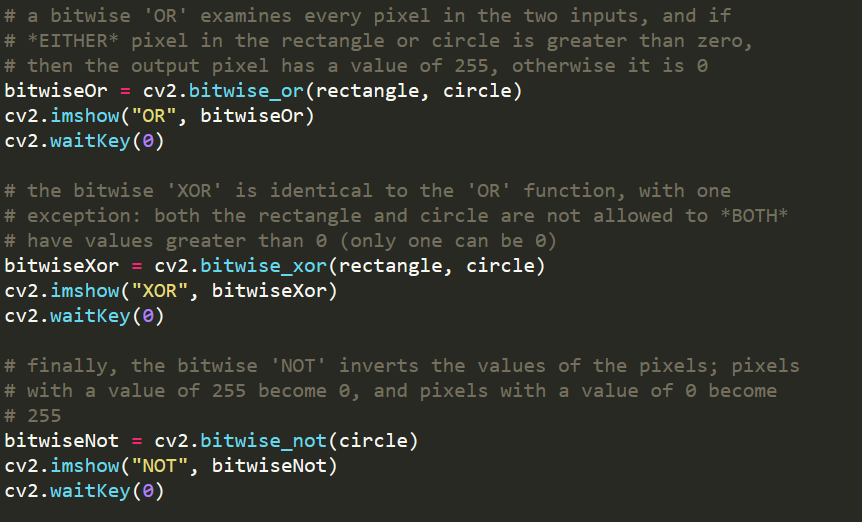 # a bitwise 'OR' examines every pixel in the two inputs, and if
# *EITHER* pixel in the rectangle or circle is greater than zero,
# then the output pixel has a value of 255, otherwise it is 0
bitwiseOr = cv2.bitwise_or(rectangle, circle)
cv2.imshow("OR", bitwiseOr)
cv2.waitKey(0)
# the bitwise 'XOR' is identical to the 'OR' function, with one
# exception: both the rectangle and circle are not allowed to *BOTH*
# have values greater than 0 (only one can be 0)
bitwiseXor = cv2.bitwise_xor(rectangle, circle)
cv2.imshow("XOR", bitwiseXor)
cv2.waitKey(0)
# finally, the bitwise 'NOT' inverts the values of the pixels; pixels
# with a value of 255 become 0, and pixels with a value of 0 become
# 255
bitwiseNot = cv2.bitwise_not(circle)
cv2.imshow("NOT", bitwiseNot)
cv2.waitKey(0)